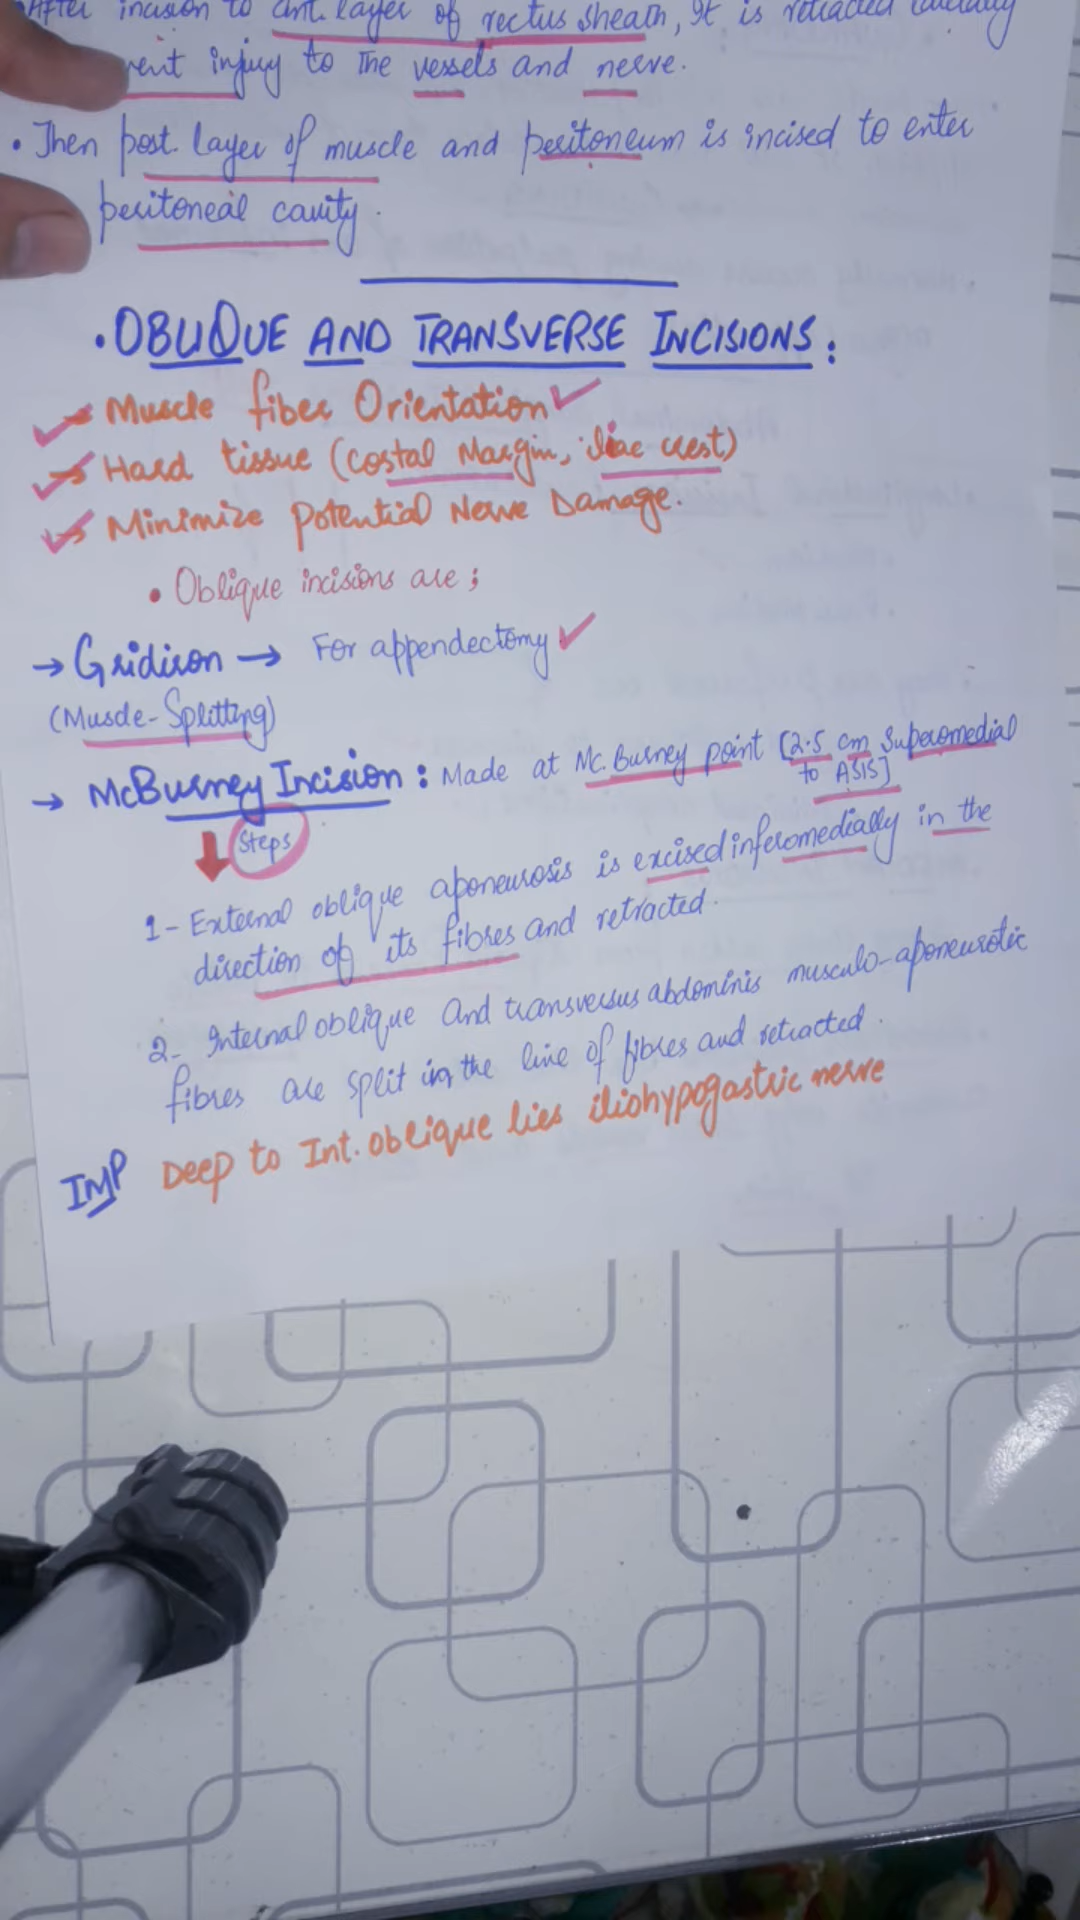 After incision to ant. layer of rectus sheath, It is retracted laterally
injury to the vessels and nerve.
• Then post. layer of muscle and peritoneum is incised to enter
peritoneal cavity.
• OBLIQUE AND TRANSVERSE INCISIONS:
→ Muscle fiber Orientation
→ Hard tissue (costal Margin, iliac crest)
→ Minimize Potential Nerve Damage.
• Oblique incisions are ;
→ Gridiron → For appendectomy
(Muscle-Splitting)
→ McBurney Incision : Made at Mc. Burney point [2.5 cm Superomedial
to ASIS]
Steps
1- External oblique aponeurosis is excised inferomedially in the
direction of its fibres and retracted.
2- Internal oblique and transversus abdominis musculo-aponeurotic
fibres are split in the line of fibres and retracted.
IMP Deep to Int. oblique lies iliohypogastric nerve